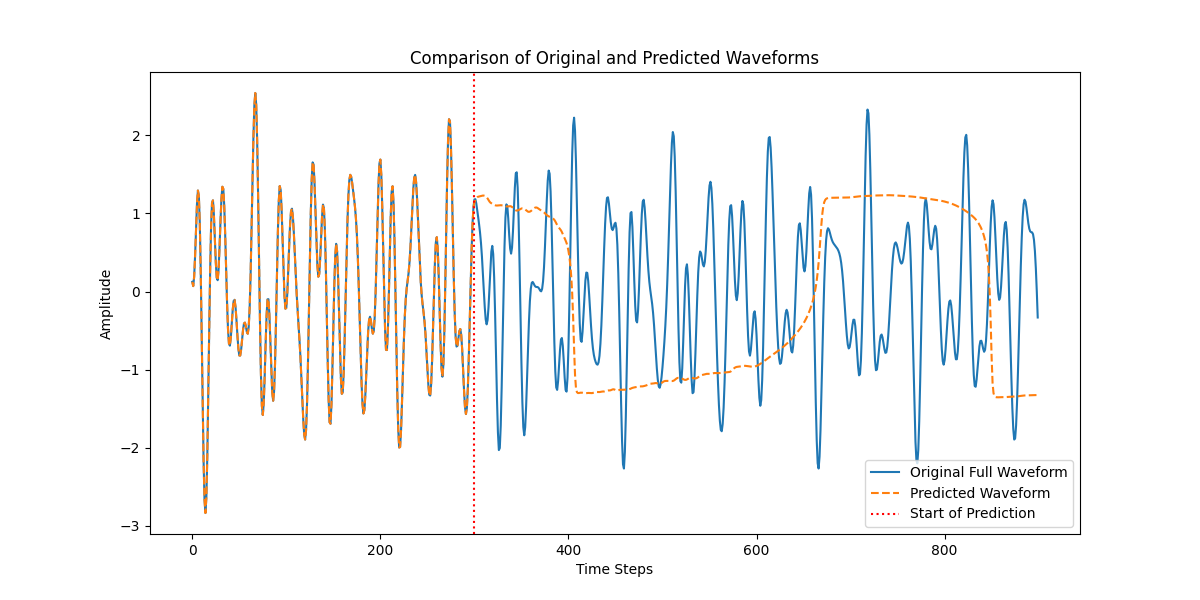 Comparison of Original and Predicted Waveforms
Amplitude
2
1
0
−1
−2
−3
0
200
400
600
800
Time Steps
Original Full Waveform
Predicted Waveform
Start of Prediction